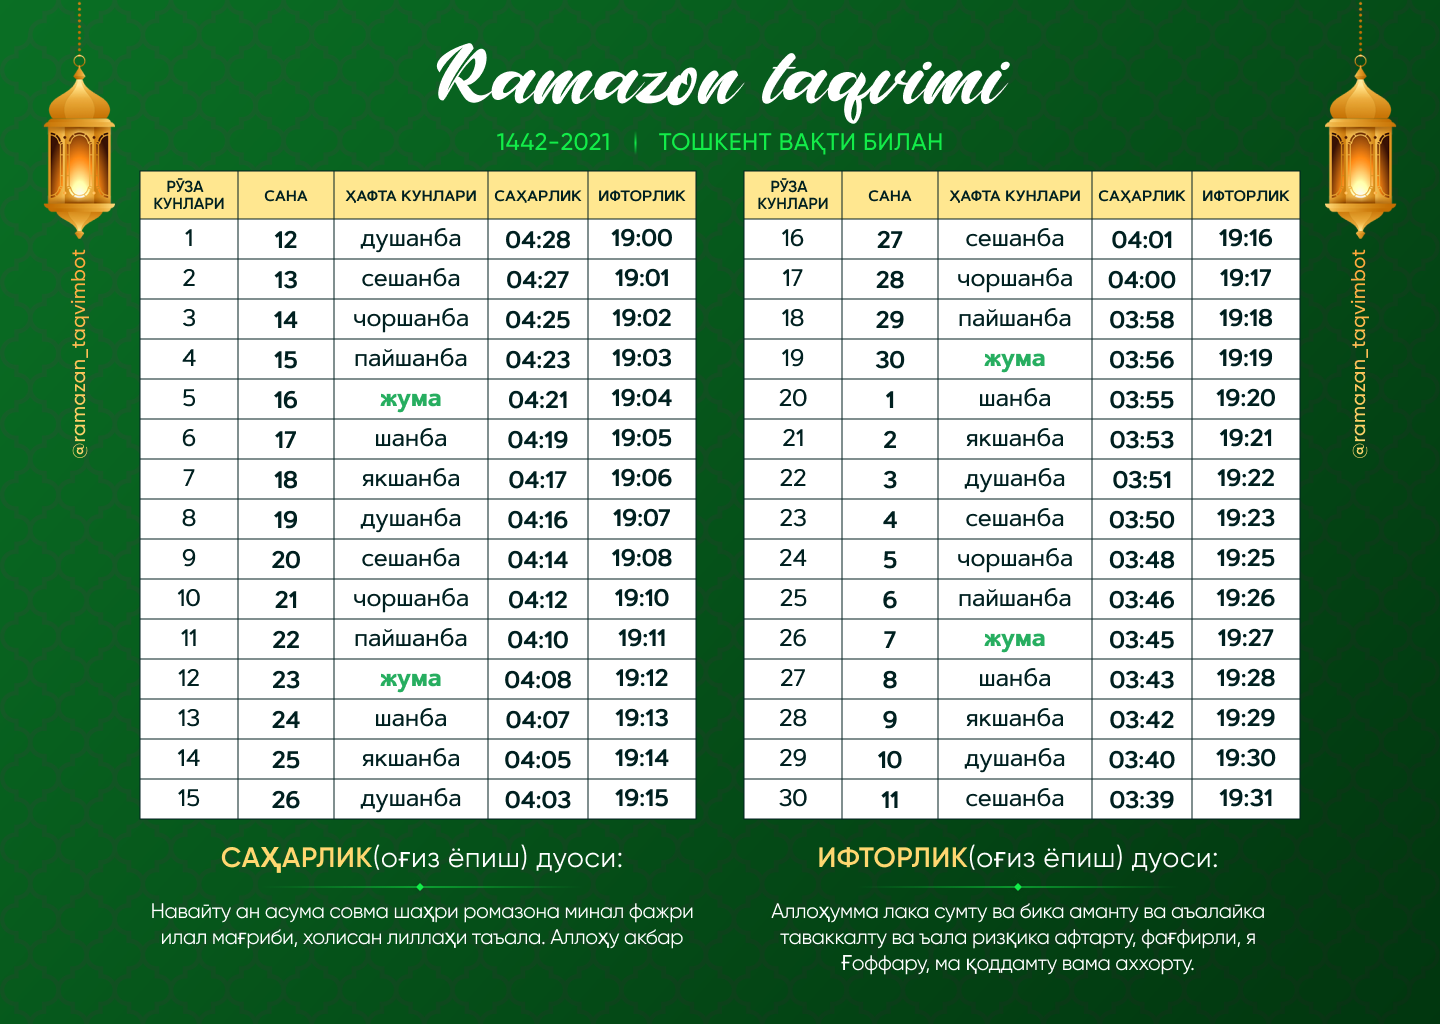 Ramazon taqvimi
1442-2021 | ТОШКЕНТ ВАҚТИ БИЛАН
@ramazan_taqvimbot
@ramazan_taqvimbot
РЎЗА КУНЛАРИ САНА ҲАФТА КУНЛАРИ САҲАРЛИК ИФТОРЛИК
1 12 душанба 04:28 19:00
2 13 сешанба 04:27 19:01
3 14 чоршанба 04:25 19:02
4 15 пайшанба 04:23 19:03
5 16 жума 04:21 19:04
6 17 шанба 04:19 19:05
7 18 якшанба 04:17 19:06
8 19 душанба 04:16 19:07
9 20 сешанба 04:14 19:08
10 21 чоршанба 04:12 19:10
11 22 пайшанба 04:10 19:11
12 23 жума 04:08 19:12
13 24 шанба 04:07 19:13
14 25 якшанба 04:05 19:14
15 26 душанба 04:03 19:15
РЎЗА КУНЛАРИ САНА ҲАФТА КУНЛАРИ САҲАРЛИК ИФТОРЛИК
16 27 сешанба 04:01 19:16
17 28 чоршанба 04:00 19:17
18 29 пайшанба 03:58 19:18
19 30 жума 03:56 19:19
20 1 шанба 03:55 19:20
21 2 якшанба 03:53 19:21
22 3 душанба 03:51 19:22
23 4 сешанба 03:50 19:23
24 5 чоршанба 03:48 19:25
25 6 пайшанба 03:46 19:26
26 7 жума 03:45 19:27
27 8 шанба 03:43 19:28
28 9 якшанба 03:42 19:29
29 10 душанба 03:40 19:30
30 11 сешанба 03:39 19:31
САҲАРЛИК(оғиз ёпиш) дуоси:
Навайту ан асума совма шаҳри ромазона минал фажри
илал мағриби, холисан лиллаҳи таъала. Аллоҳу акбар
ИФТОРЛИК(оғиз ёпиш) дуоси:
Аллоҳумма лака сумту ва бика аманту ва аъалайка
таваккалту ва ъала ризқика афтарту, фағфирли, я
Ғоффару, ма қоддамту вама аххорту.